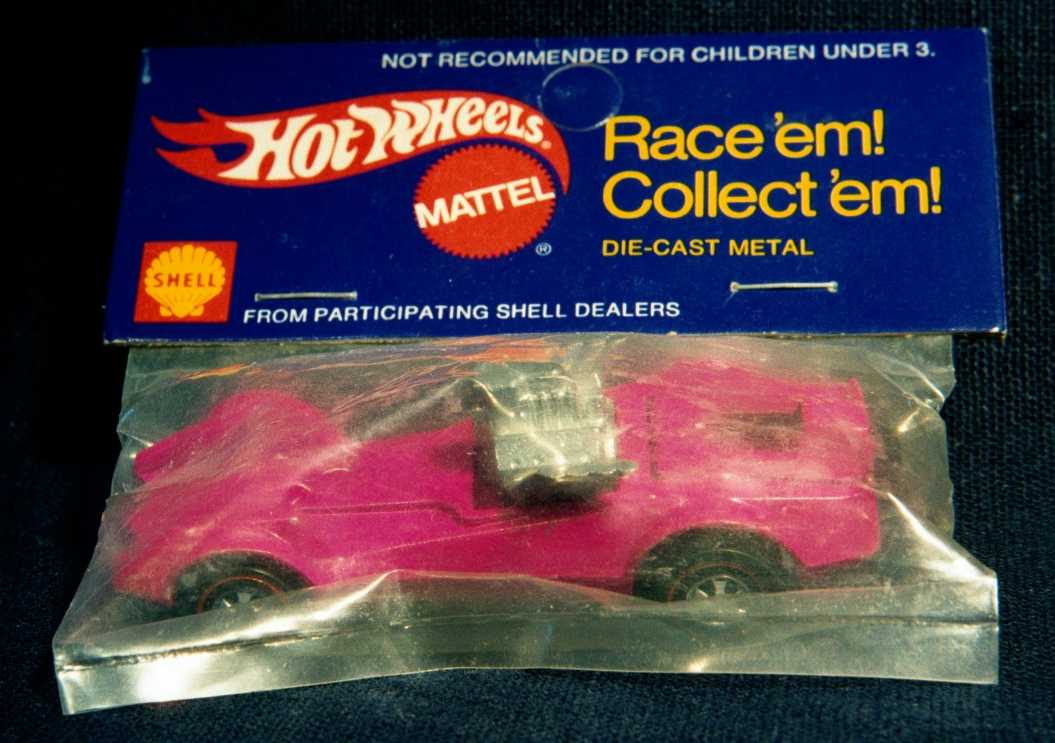 NOT RECOMMENDED FOR CHILDREN UNDER 3.
HOT WHEELS®
MATTEL
®
Race 'em!
Collect 'em!
DIE-CAST METAL
SHELL
FROM PARTICIPATING SHELL DEALERS